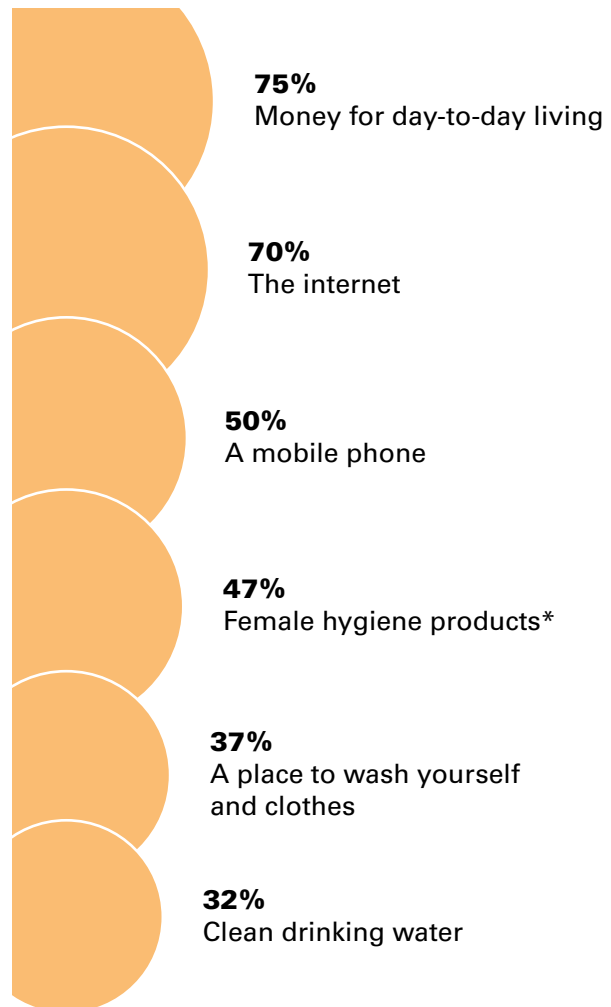 75%
Money for day-to-day living
70%
The internet
50%
A mobile phone
47%
Female hygiene products*
37%
A place to wash yourself
and clothes
32%
Clean drinking water